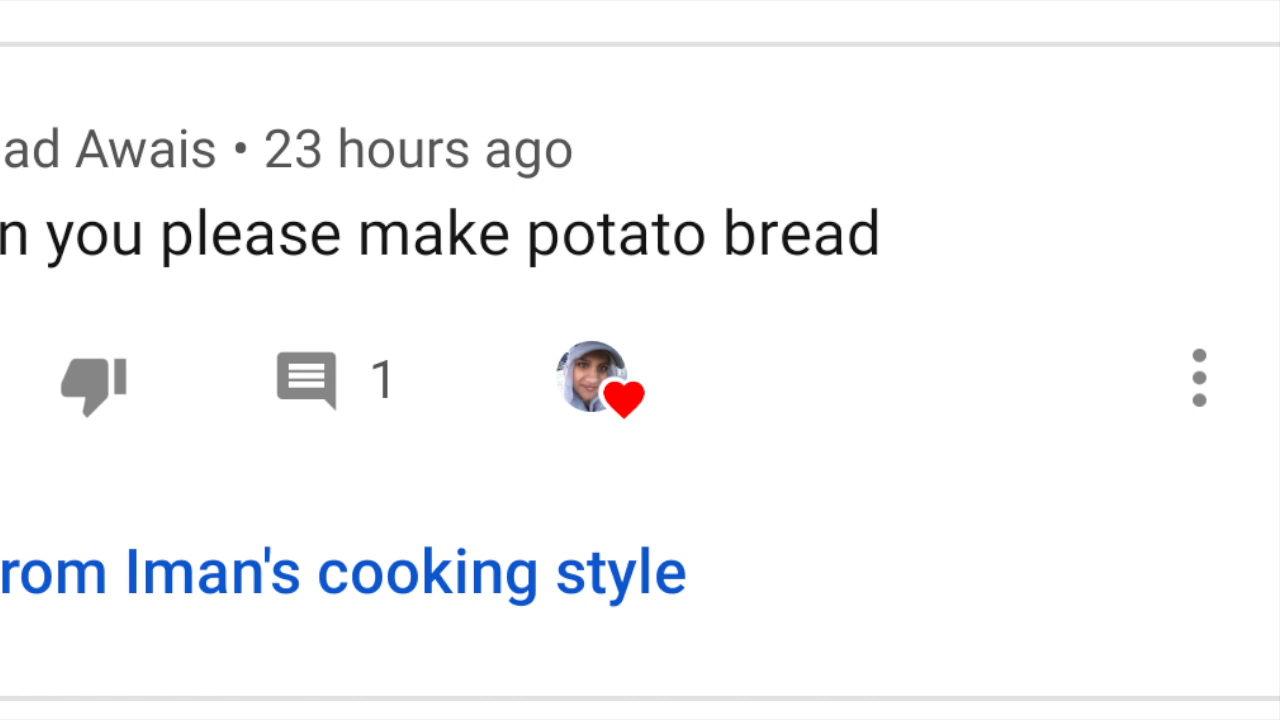 ad Awais • 23 hours ago
n you please make potato bread
1
rom Iman's cooking style